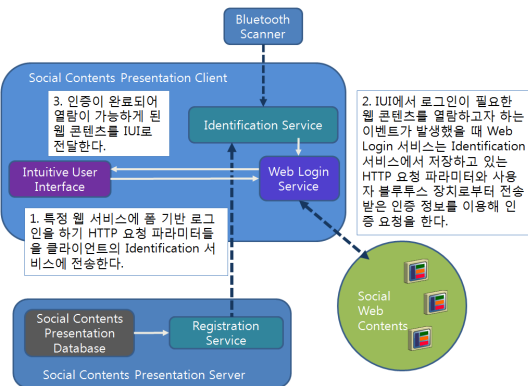 Bluetooth
Scanner
Social Contents Presentation Client
3. 인증이 완료되어
열람이 가능하게 된
웹 콘텐츠를 IUI로
전달한다.
Identification Service
Intuitive User
Interface
Web Login
Service
2. IUI에서 로그인이 필요한
웹 콘텐츠를 열람하고자 하는
이벤트가 발생했을 때 Web
Login 서비스는 Identification
서비스에서 저장하고 있는
HTTP 요청 파라미터와 사용
자 블루투스 장치로부터 전송
받은 인증 정보를 이용해 인
증 요청을 한다.
1. 특정 웹 서비스에 폼 기반 로그
인을 하기 HTTP 요청 파라미터들
을 클라이언트의 Identification 서
비스에 전송한다.
Social
Web
Contents
Social Contents
Presentation
Database
Registration
Service
Social Contents Presentation Server